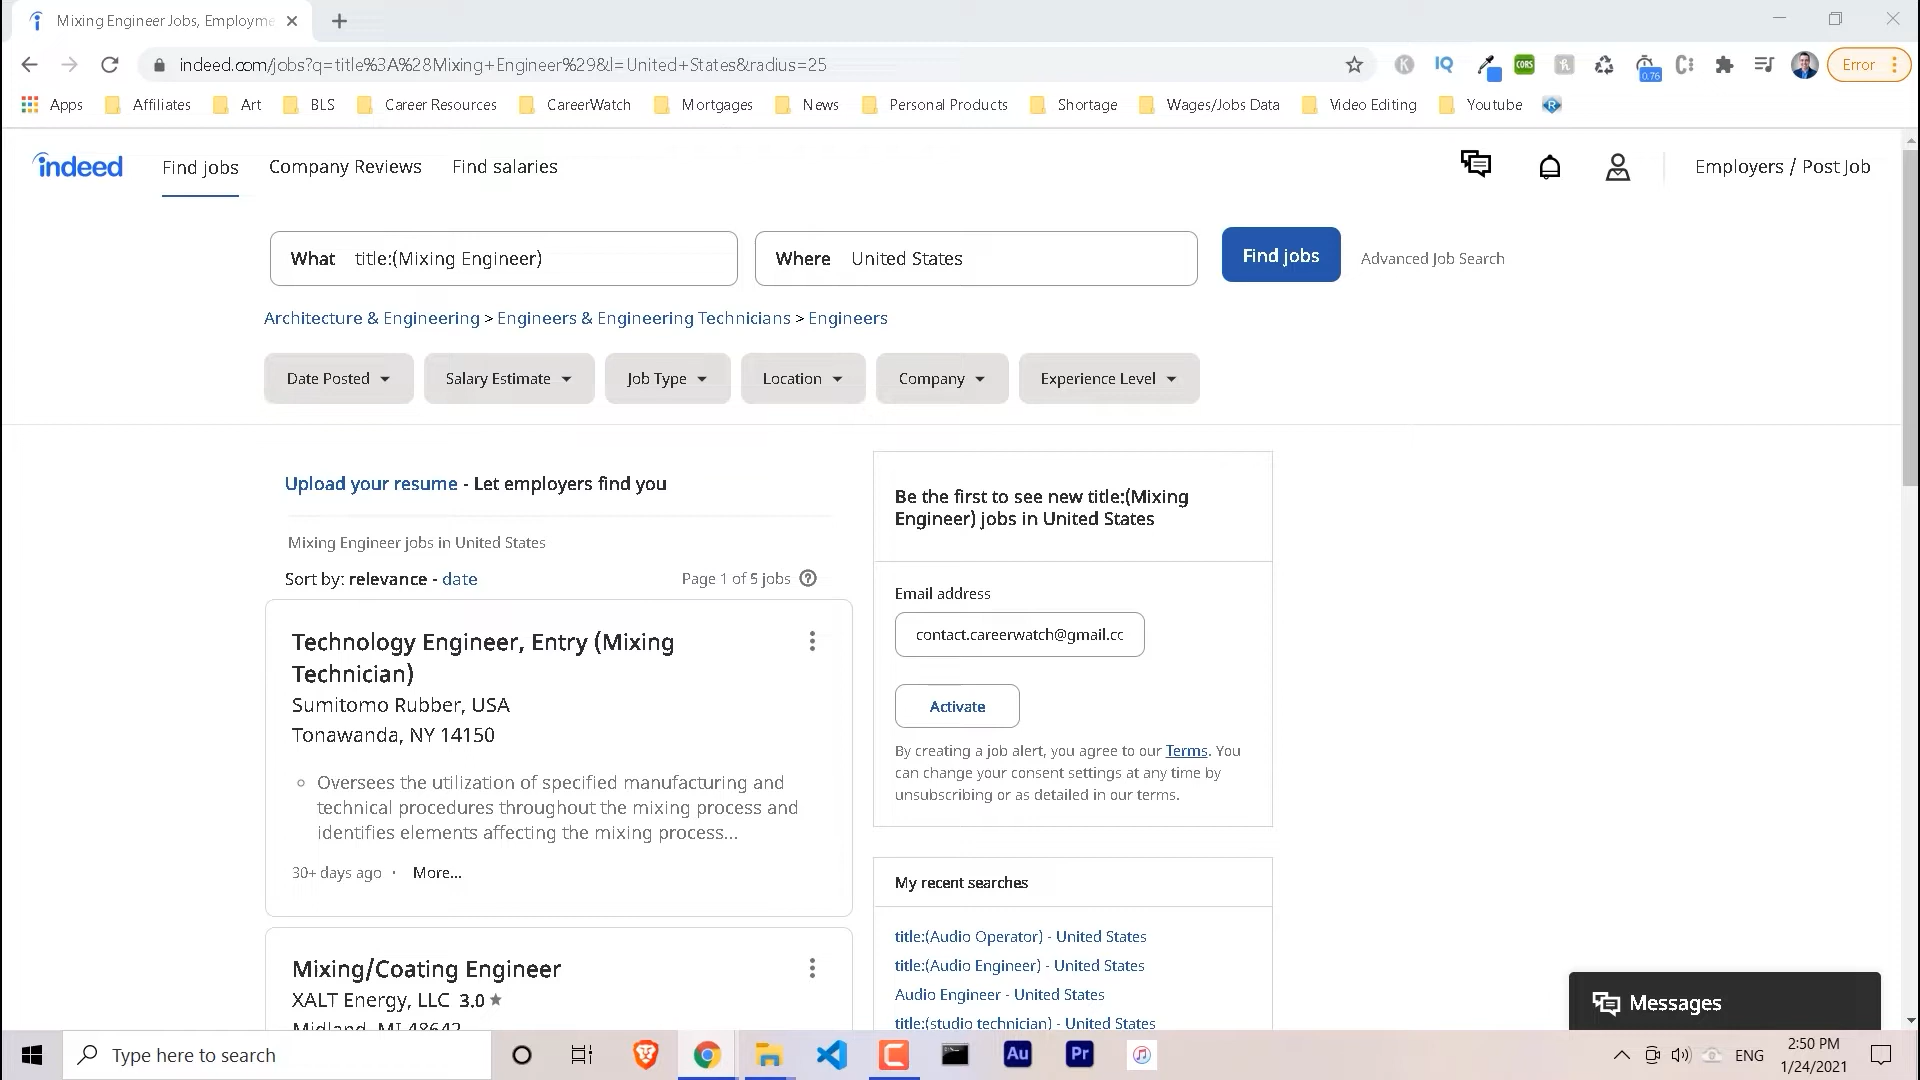 Mixing Engineer Jobs, Employme
indeed.com/jobs?q=title%3A%28Mixing+Engineer%29&l=United+States&radius=25
IQ
CORS
0.76
Error
Apps
Affiliates
Art
BLS
Career Resources
CareerWatch
Mortgages
News
Personal Products
Shortage
Wages/Jobs Data
Video Editing
Youtube
indeed
Find jobs
Company Reviews
Find salaries
Employers / Post Job
What title:(Mixing Engineer)
Where United States
Find jobs
Advanced Job Search
Architecture & Engineering > Engineers & Engineering Technicians > Engineers
Date Posted
Salary Estimate
Job Type
Location
Company
Experience Level
Upload your resume - Let employers find you
Mixing Engineer jobs in United States
Sort by: relevance - date
Page 1 of 5 jobs
Technology Engineer, Entry (Mixing
Technician)
Sumitomo Rubber, USA
Tonawanda, NY 14150
Oversees the utilization of specified manufacturing and
technical procedures throughout the mixing process and
identifies elements affecting the mixing process...
30+ days ago · More...
Mixing/Coating Engineer
XALT Energy, LLC 3.0
Midland, MI 48642
Be the first to see new title:(Mixing
Engineer) jobs in United States
Email address
contact.careerwatch@gmail.cc
Activate
By creating a job alert, you agree to our Terms. You
can change your consent settings at any time by
unsubscribing or as detailed in our terms.
My recent searches
title:(Audio Operator) - United States
title:(Audio Engineer) - United States
Audio Engineer - United States
title:(studio technician) - United States
Messages
Type here to search
Au
Pr
ENG
2:50 PM
1/24/2021